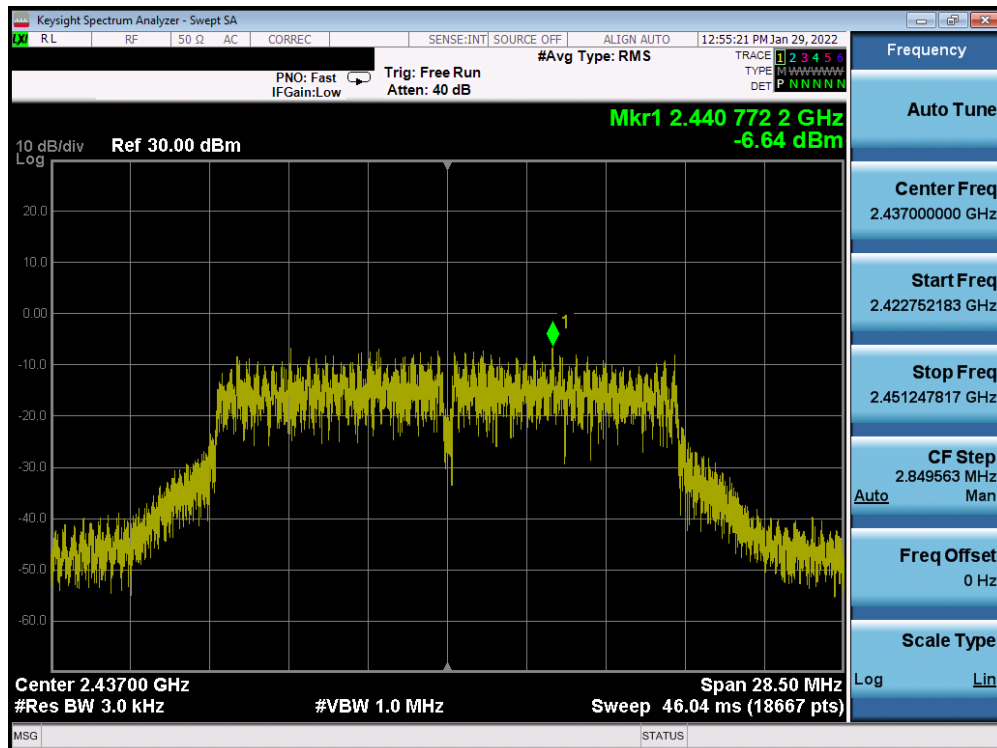 Keysight Spectrum Analyzer - Swept SA
LXI RL RF 50 Ω AC CORREC SENSE:INT SOURCE OFF ALIGN AUTO 12:55:21 PM Jan 29, 2022
#Avg Type: RMS
TRACE 1 2 3 4 5 6
PNO: Fast Trig: Free Run
TYPE M W W W W W
IFGain:Low Atten: 40 dB
DET P N N N N N
Mkr1 2.440 772 2 GHz
-6.64 dBm
10 dB/div Ref 30.00 dBm
Log
20.0
10.0
0.00
1
-10.0
-20.0
-30.0
-40.0
-50.0
-60.0
Center 2.43700 GHz Span 28.50 MHz
#Res BW 3.0 kHz #VBW 1.0 MHz Sweep 46.04 ms (18667 pts)
MSG STATUS
Frequency
Auto Tune
Center Freq
2.437000000 GHz
Start Freq
2.422752183 GHz
Stop Freq
2.451247817 GHz
CF Step
2.849563 MHz
Auto Man
Freq Offset
0 Hz
Scale Type
Log Lin